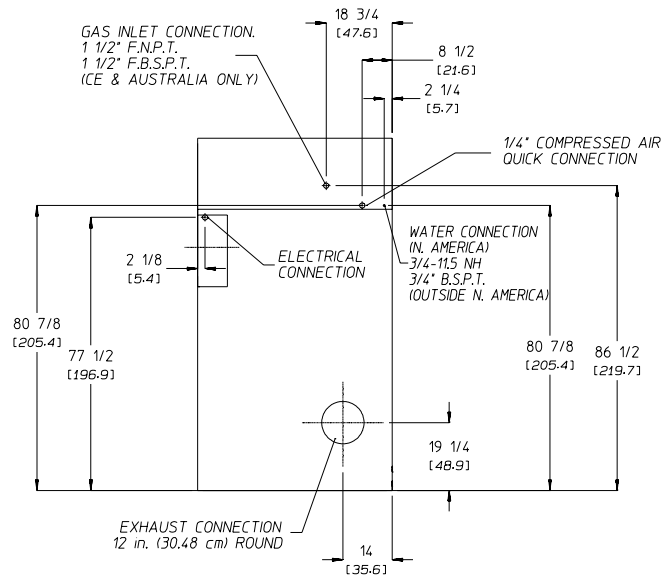 18 3/4
[47.6]
GAS INLET CONNECTION.
1 1/2" F.N.P.T.
1 1/2" F.B.S.P.T.
(CE & AUSTRALIA ONLY)
8 1/2
[21.6]
2 1/4
[5.7]
1/4" COMPRESSED AIR
QUICK CONNECTION
WATER CONNECTION
(N. AMERICA)
3/4-11.5 NH
3/4" B.S.P.T.
(OUTSIDE N. AMERICA)
ELECTRICAL
CONNECTION
2 1/8
[5.4]
80 7/8
[205.4]
77 1/2
[196.9]
80 7/8
[205.4]
86 1/2
[219.7]
19 1/4
[48.9]
EXHAUST CONNECTION
12 in. (30.48 cm) ROUND
14
[35.6]